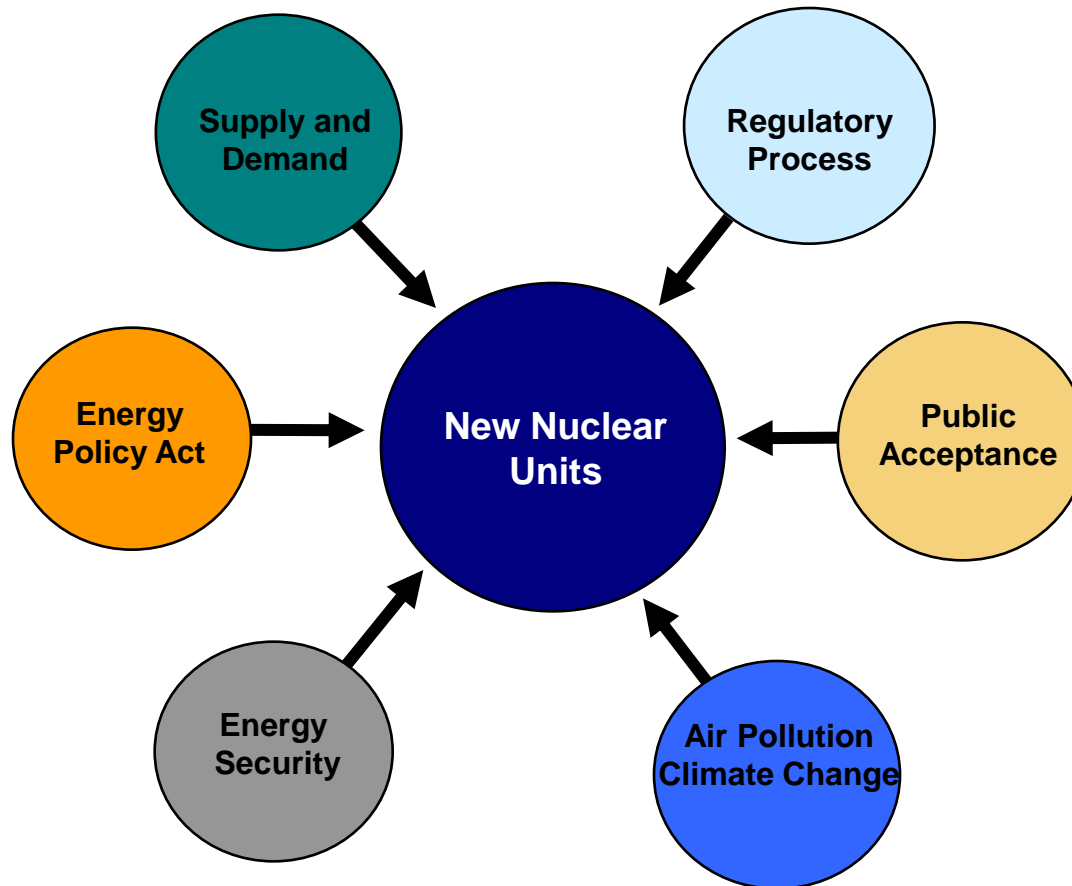 Supply and
Demand
Regulatory
Process
Energy
Policy Act
New Nuclear
Units
Public
Acceptance
Energy
Security
Air Pollution
Climate Change